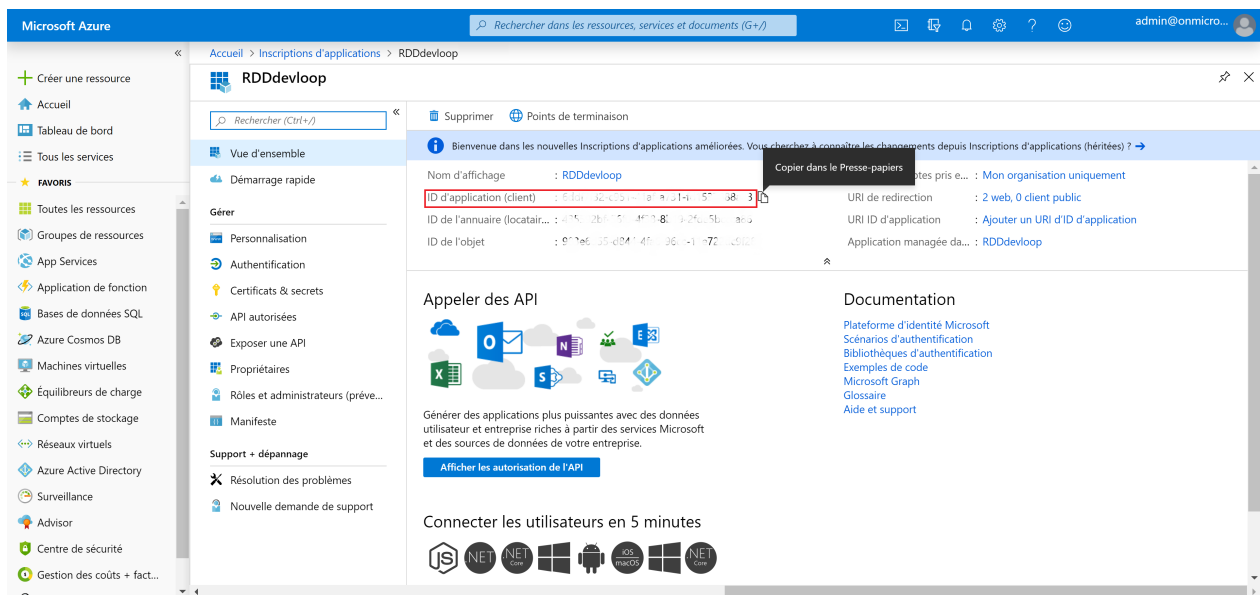 Microsoft Azure
Rechercher dans les ressources, services et documents (G+/)
admin@onmicro...
Accueil > Inscriptions d'applications > RDDdevloop
RDDdevloop
Créer une ressource
Accueil
Tableau de bord
Tous les services
FAVORIS
Toutes les ressources
Groupes de ressources
App Services
Application de fonction
Bases de données SQL
Azure Cosmos DB
Machines virtuelles
Équilibreurs de charge
Comptes de stockage
Réseaux virtuels
Azure Active Directory
Surveillance
Advisor
Centre de sécurité
Gestion des coûts + fact...
Rechercher (Ctrl+/)
Vue d'ensemble
Démarrage rapide
Gérer
Personnalisation
Authentification
Certificats & secrets
API autorisées
Exposer une API
Propriétaires
Rôles et administrateurs (préve...
Manifeste
Support + dépannage
Résolution des problèmes
Nouvelle demande de support
Supprimer
Points de terminaison
Bienvenue dans les nouvelles Inscriptions d'applications améliorées. Vous cherchez à connaître les changements depuis Inscriptions d'applications (héritées) ? →
Copier dans le Presse-papiers
Nom d'affichage : RDDdevloop
ID d'application (client) :
ID de l'annuaire (locatair... :
ID de l'objet :
pris e... : Mon organisation uniquement
URI de redirection : 2 web, 0 client public
URI ID d'application : Ajouter un URI d'ID d'application
Application managée da... : RDDdevloop
Appeler des API
Générer des applications plus puissantes avec des données
utilisateur et entreprise riches à partir des services Microsoft
et des sources de données de votre entreprise.
Afficher les autorisation de l'API
Documentation
Plateforme d'identité Microsoft
Scénarios d'authentification
Bibliothèques d'authentification
Exemples de code
Microsoft Graph
Glossaire
Aide et support
Connecter les utilisateurs en 5 minutes
JS
.NET
.NET Core
iOS macOS
.NET Core